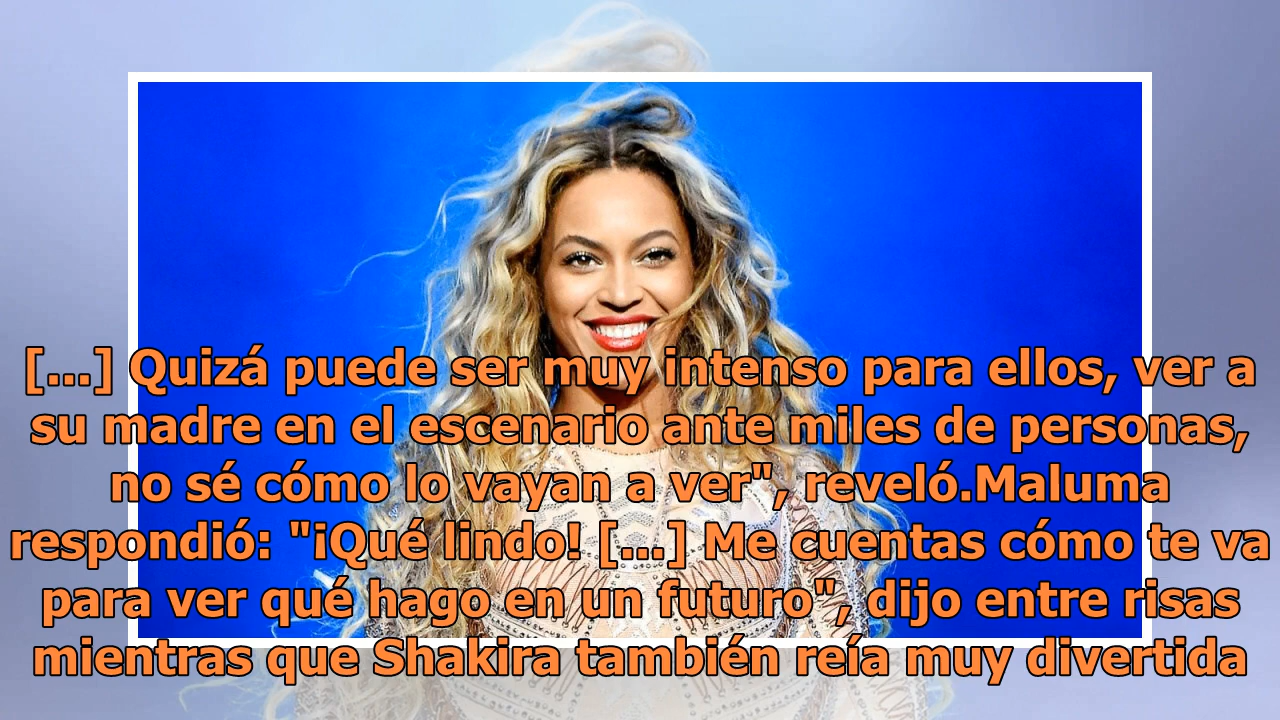 [...] Quizá puede ser muy intenso para ellos, ver a
su madre en el escenario ante miles de personas,
no sé cómo lo vayan a ver", reveló.Maluma
respondió: "¡Qué lindo! [...] Me cuentas cómo te va
para ver qué hago en un futuro", dijo entre risas
mientras que Shakira también reía muy divertida